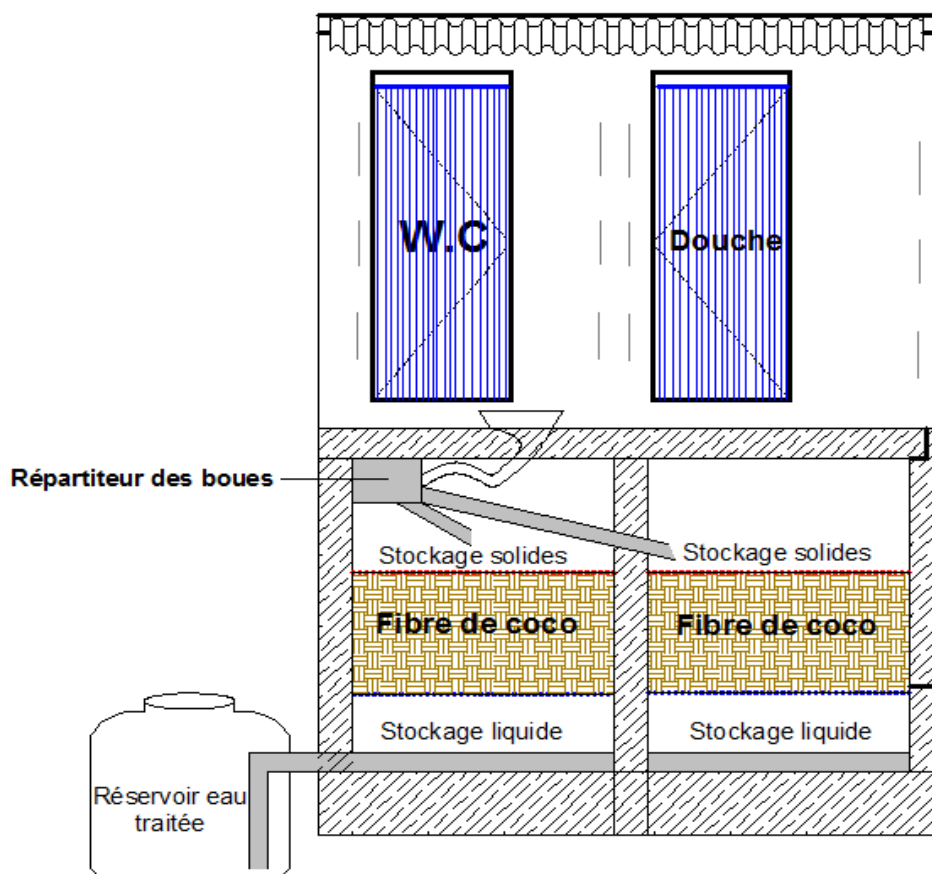 W.C
Douche
Répartiteur des boues
Stockage solides
Stockage solides
Fibre de coco
Fibre de coco
Stockage liquide
Stockage liquide
Réservoir eau
traitée